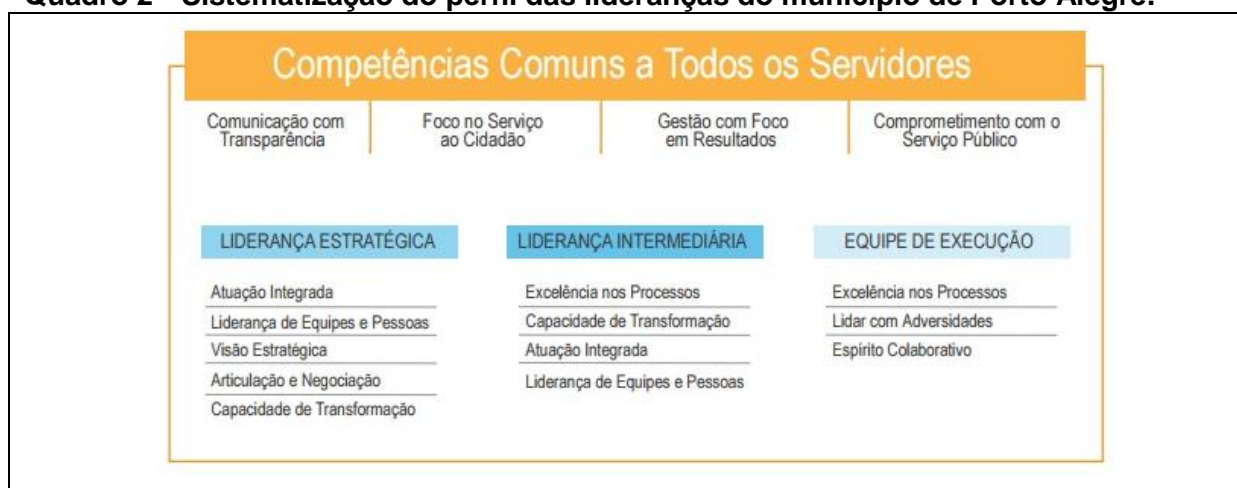 Quadro 2 – Sistematização do perfil das lideranças do município de Porto Alegre.
Competências Comuns a Todos os Servidores
Comunicação com
Transparência
Foco no Serviço
ao Cidadão
Gestão com Foco
em Resultados
Comprometimento com o
Serviço Público
LIDERANÇA ESTRATÉGICA
Atuação Integrada
Liderança de Equipes e Pessoas
Visão Estratégica
Articulação e Negociação
Capacidade de Transformação
LIDERANÇA INTERMEDIÁRIA
Excelência nos Processos
Capacidade de Transformação
Atuação Integrada
Liderança de Equipes e Pessoas
EQUIPE DE EXECUÇÃO
Excelência nos Processos
Lidar com Adversidades
Espírito Colaborativo